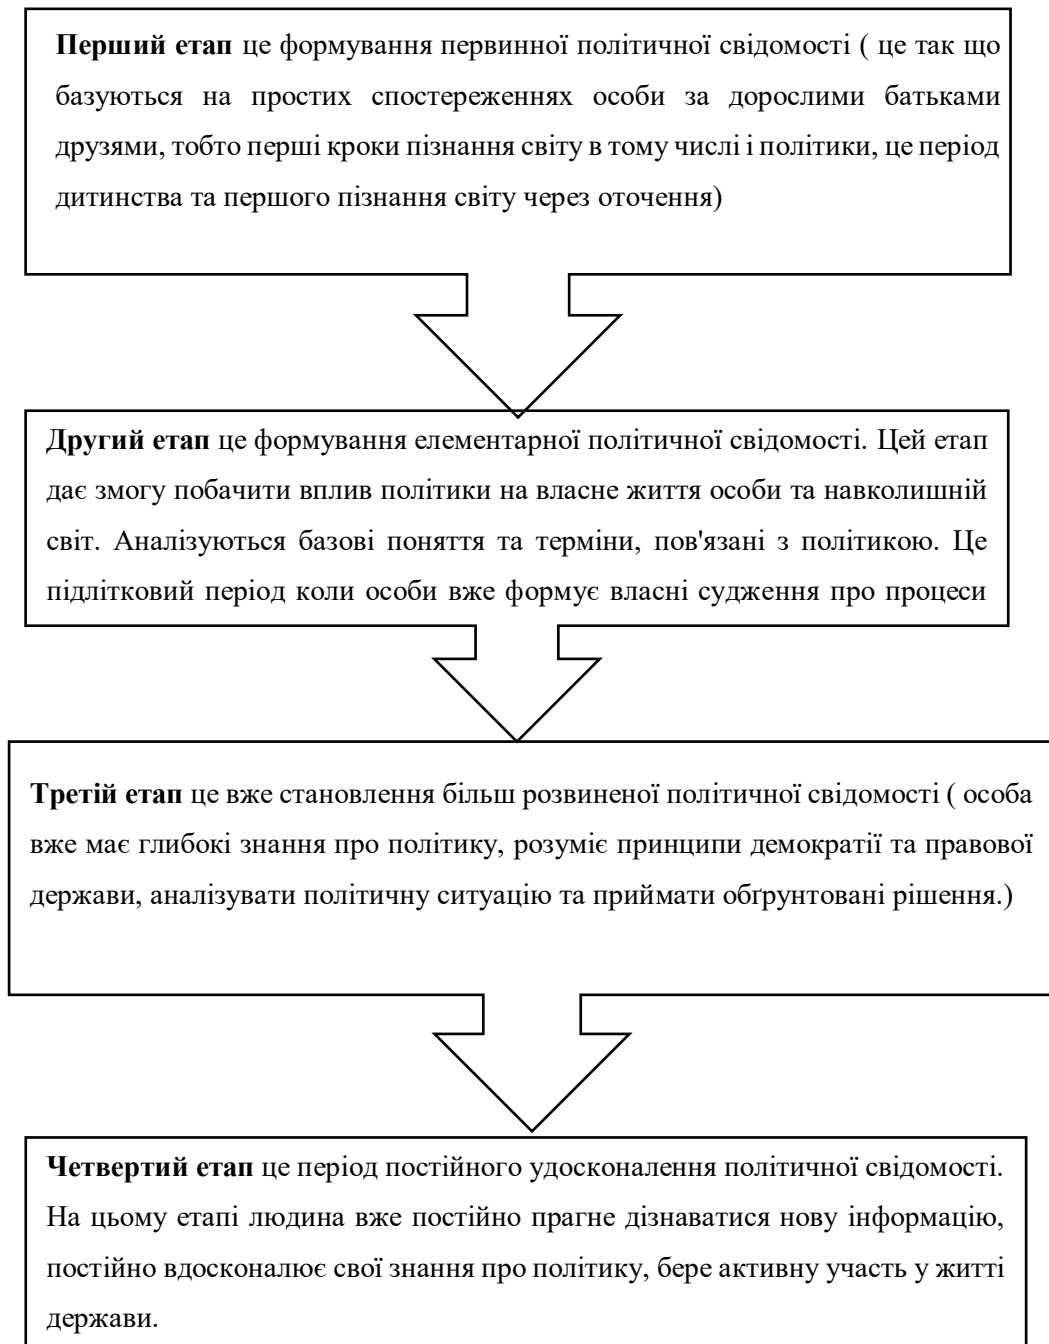 Перший етап це формування первинної політичної свідомості ( це так що
базуються на простих спостереженнях особи за дорослими батьками
друзями, тобто перші кроки пізнання світу в тому числі і політики, це період
дитинства та першого пізнання світу через оточення)
Другий етап це формування елементарної політичної свідомості. Цей етап
дає змогу побачити вплив політики на власне життя особи та навколишній
світ. Аналізуються базові поняття та терміни, пов'язані з політикою. Це
підлітковий період коли особи вже формує власні судження про процеси
Третій етап це вже становлення більш розвиненої політичної свідомості ( особа
вже має глибокі знання про політику, розуміє принципи демократії та правової
держави, аналізувати політичну ситуацію та приймати обґрунтовані рішення.)
Четвертий етап це період постійного удосконалення політичної свідомості.
На цьому етапі людина вже постійно прагне дізнаватися нову інформацію,
постійно вдосконалює свої знання про політику, бере активну участь у житті
держави.